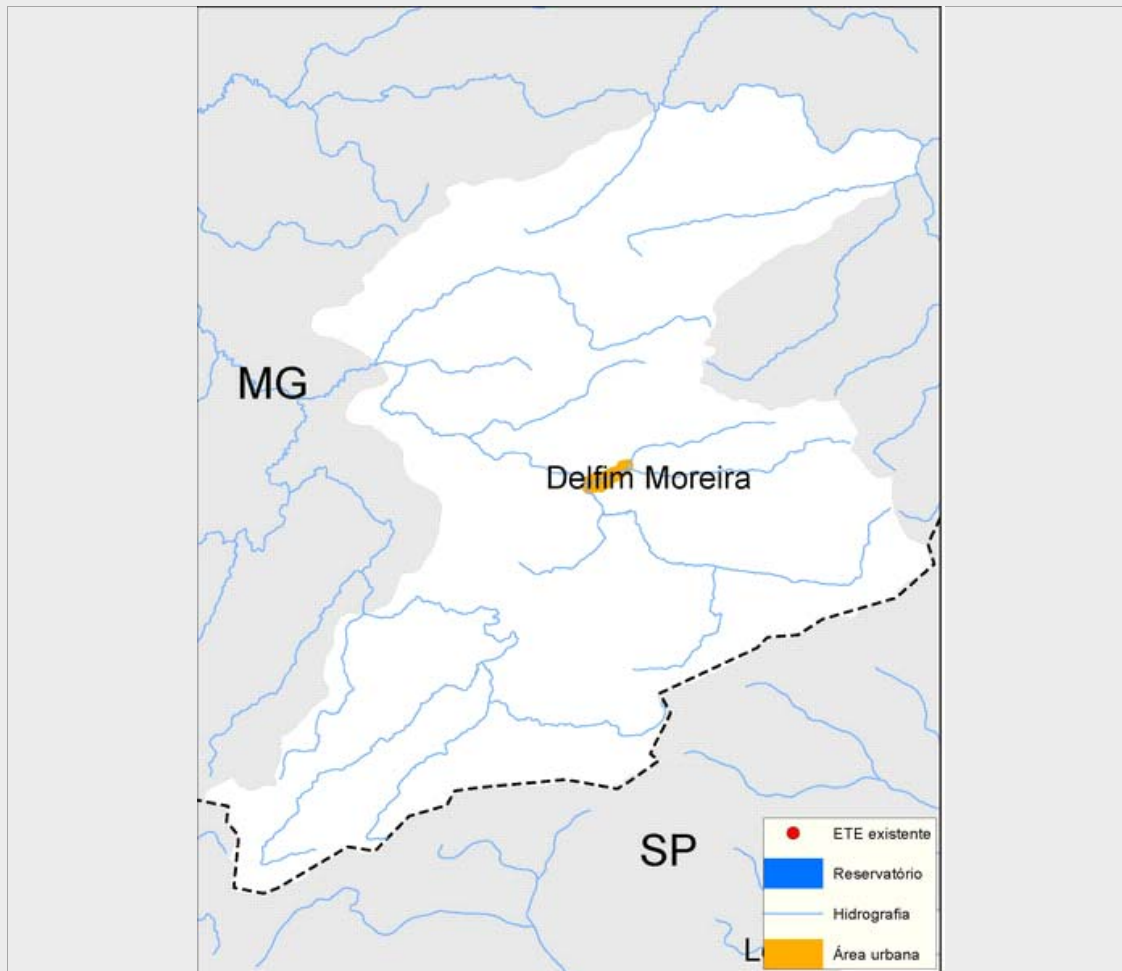 MG
Delfim Moreira
SP
ETE existente
Reservatório
Hidrografia
Área urbana